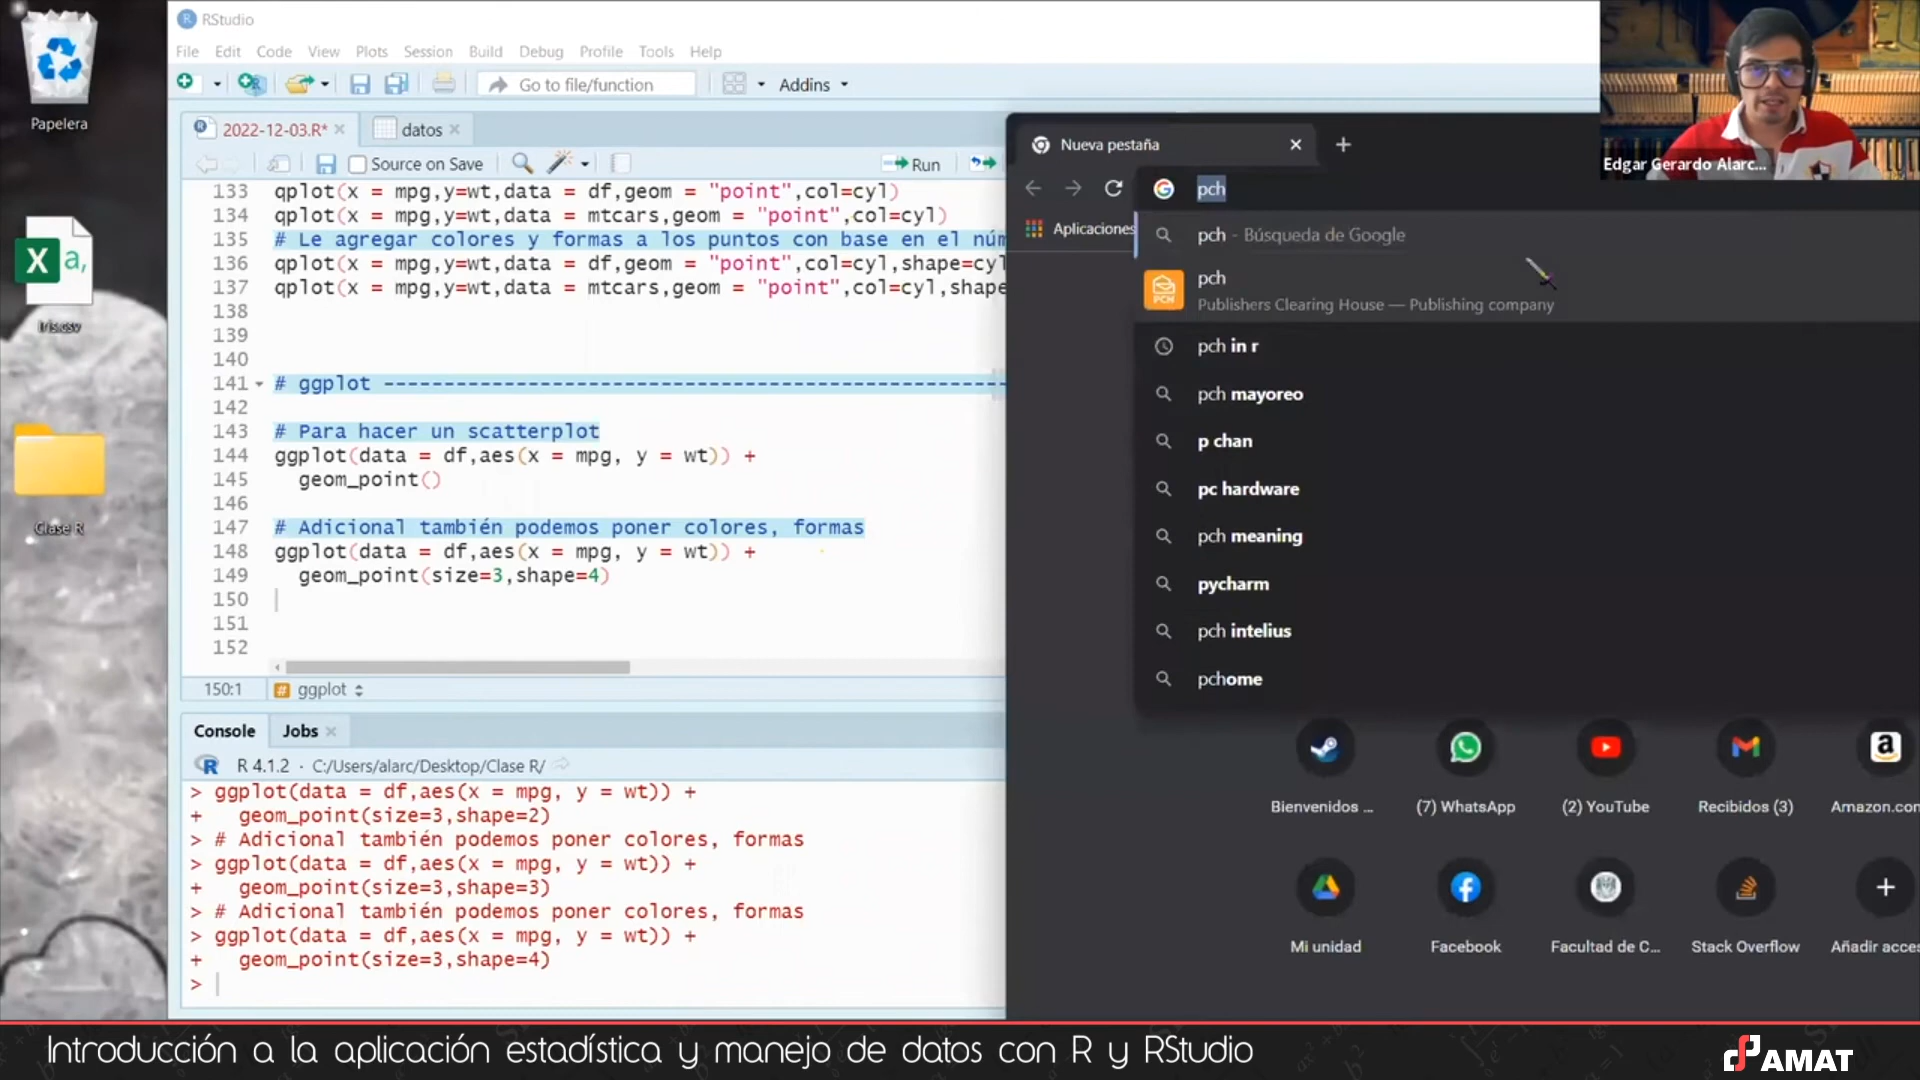 Papelera
a,
Iris.csv
Clase R
RStudio
File Edit Code View Plots Session Build Debug Profile Tools Help
Go to file/function
Addins
2022-12-03.R*
datos
Source on Save
Run
133 qplot(x = mpg,y=wt,data = df,geom = "point",col=cyl)
134 qplot(x = mpg,y=wt,data = mtcars,geom = "point",col=cyl)
135 # Le agregar colores y formas a los puntos con base en el núm
136 qplot(x = mpg,y=wt,data = df,geom = "point",col=cyl,shape=cyl
137 qplot(x = mpg,y=wt,data = mtcars,geom = "point",col=cyl,shape
138
139
140
141 # ggplot ----------------------------------------------------
142
143 # Para hacer un scatterplot
144 ggplot(data = df,aes(x = mpg, y = wt)) +
145 geom_point()
146
147 # Adicional también podemos poner colores, formas
148 ggplot(data = df,aes(x = mpg, y = wt)) +
149 geom_point(size=3,shape=4)
150
151
152
150:1 # ggplot
Console Jobs
R 4.1.2 · C:/Users/alarc/Desktop/Clase R/
> ggplot(data = df,aes(x = mpg, y = wt)) +
+ geom_point(size=3,shape=2)
> # Adicional también podemos poner colores, formas
> ggplot(data = df,aes(x = mpg, y = wt)) +
+ geom_point(size=3,shape=3)
> # Adicional también podemos poner colores, formas
> ggplot(data = df,aes(x = mpg, y = wt)) +
+ geom_point(size=3,shape=4)
>
Nueva pestaña
pch
Aplicaciones
pch - Búsqueda de Google
PCH
pch
Publishers Clearing House — Publishing company
pch in r
pch mayoreo
p chan
pc hardware
pch meaning
pycharm
pch intelius
pchome
Bienvenidos ... (7) WhatsApp (2) YouTube Recibidos (3) Amazon.con
Mi unidad Facebook Facultad de C... Stack Overflow Añadir acces
Edgar Gerardo Alarc...
Introducción a la aplicación estadística y manejo de datos con R y RStudio
AMAT